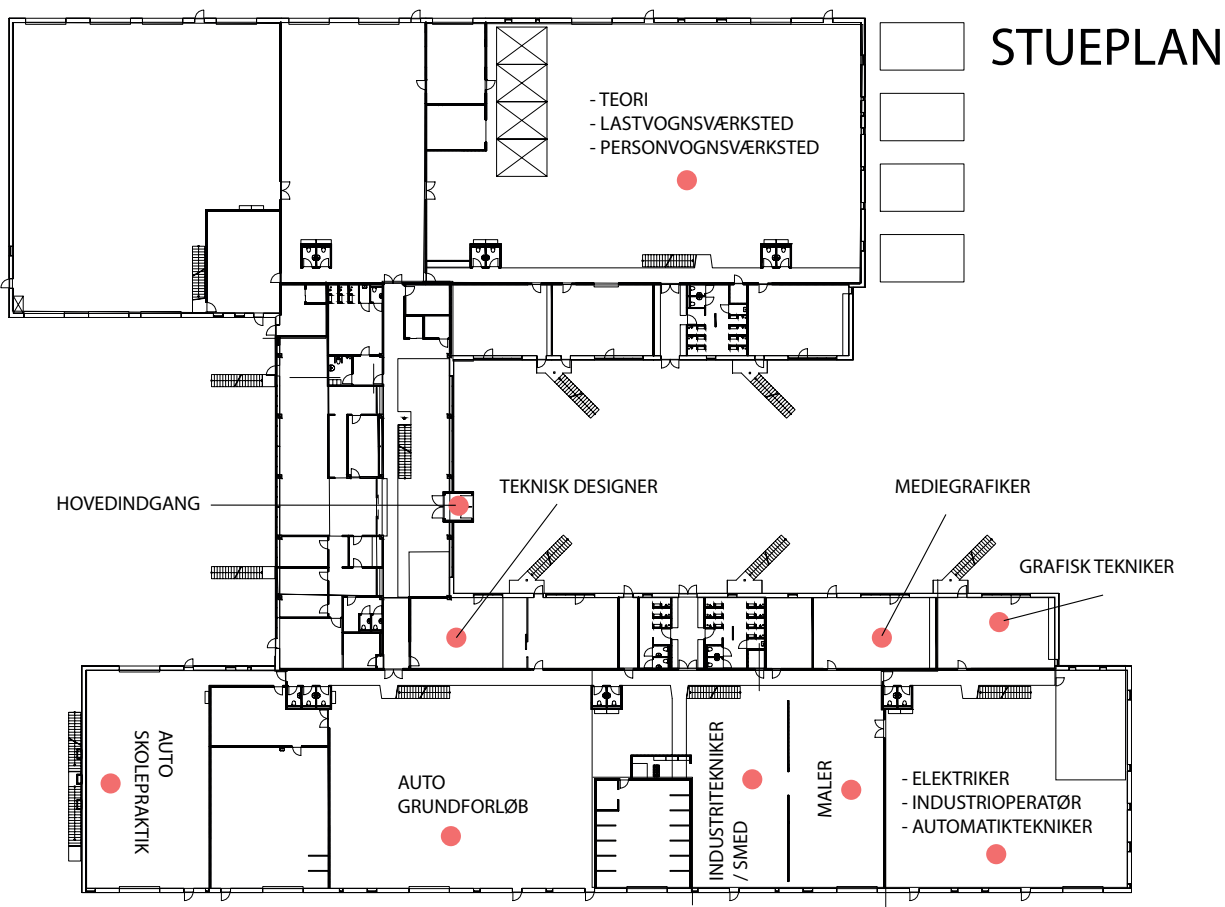 STUEPLAN
- TEORI
- LASTVOGNSVÆRKSTED
- PERSONVOGNSVÆRKSTED
HOVEDINDGANG
TEKNISK DESIGNER
MEDIEGRAFIKER
GRAFISK TEKNIKER
AUTO
SKOLEPRAKTIK
AUTO
GRUNDFORLØB
INDUSTRITEKNIKER
/ SMED
MALER
- ELEKTRIKER
- INDUSTRIOPERATØR
- AUTOMATIKTEKNIKER